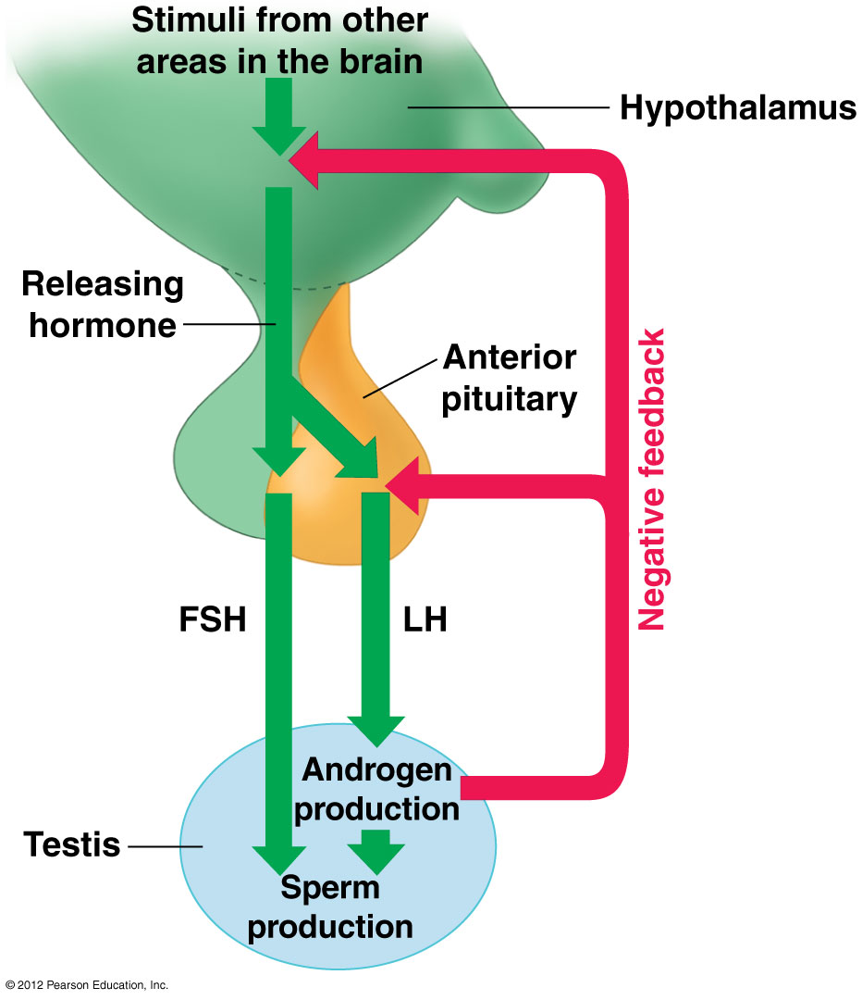 Stimuli from other
areas in the brain
Hypothalamus
Releasing
hormone
Anterior
pituitary
Negative feedback
FSH
LH
Androgen
production
Testis
Sperm
production
© 2012 Pearson Education, Inc.